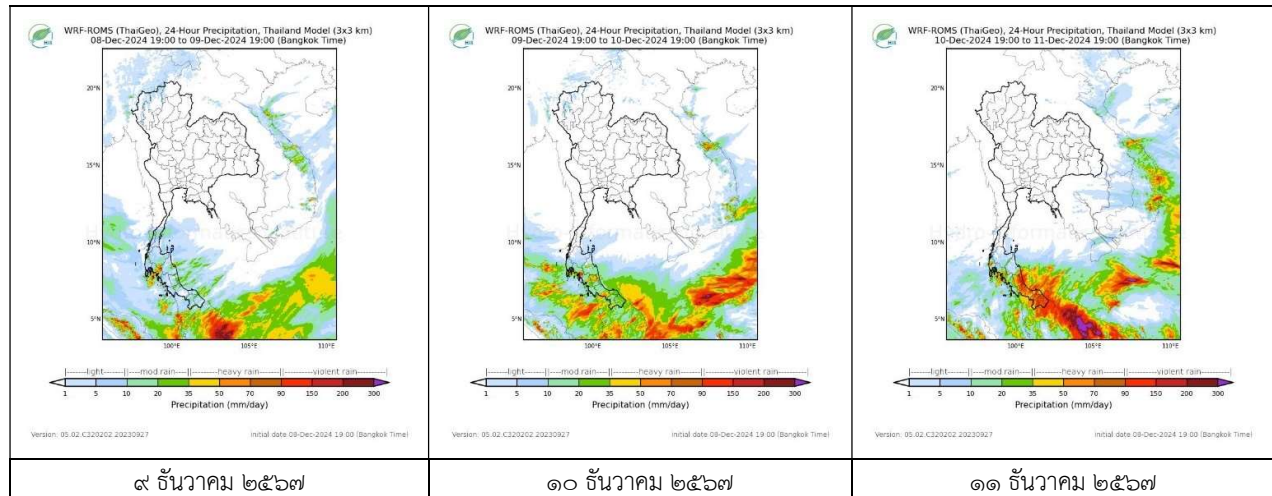 WRF-ROMS (ThaiGeo), 24-Hour Precipitation, Thailand Model (3x3 km)
08-Dec-2024 19:00 to 09-Dec-2024 19:00 (Bangkok Time)
20°N
15°N
10°N
5°N
100°E 105°E 110°E
|-------light-------||----mod rain----||-------heavy rain-------||-------violent rain-------|
1 5 10 20 35 50 70 90 150 200 300
Precipitation (mm/day)
Version: 05.02.C320202.20230927 initial date 08-Dec-2024 19:00 (Bangkok Time)
๙ ธันวาคม ๒๕๖๗
WRF-ROMS (ThaiGeo), 24-Hour Precipitation, Thailand Model (3x3 km)
09-Dec-2024 19:00 to 10-Dec-2024 19:00 (Bangkok Time)
20°N
15°N
10°N
5°N
100°E 105°E 110°E
|-------light-------||----mod rain----||-------heavy rain-------||-------violent rain-------|
1 5 10 20 35 50 70 90 150 200 300
Precipitation (mm/day)
Version: 05.02.C320202.20230927 initial date 08-Dec-2024 19:00 (Bangkok Time)
๑๐ ธันวาคม ๒๕๖๗
WRF-ROMS (ThaiGeo), 24-Hour Precipitation, Thailand Model (3x3 km)
10-Dec-2024 19:00 to 11-Dec-2024 19:00 (Bangkok Time)
20°N
15°N
10°N
5°N
100°E 105°E 110°E
|-------light-------||----mod rain----||-------heavy rain-------||-------violent rain-------|
1 5 10 20 35 50 70 90 150 200 300
Precipitation (mm/day)
Version: 05.02.C320202.20230927 initial date 08-Dec-2024 19:00 (Bangkok Time)
๑๑ ธันวาคม ๒๕๖๗